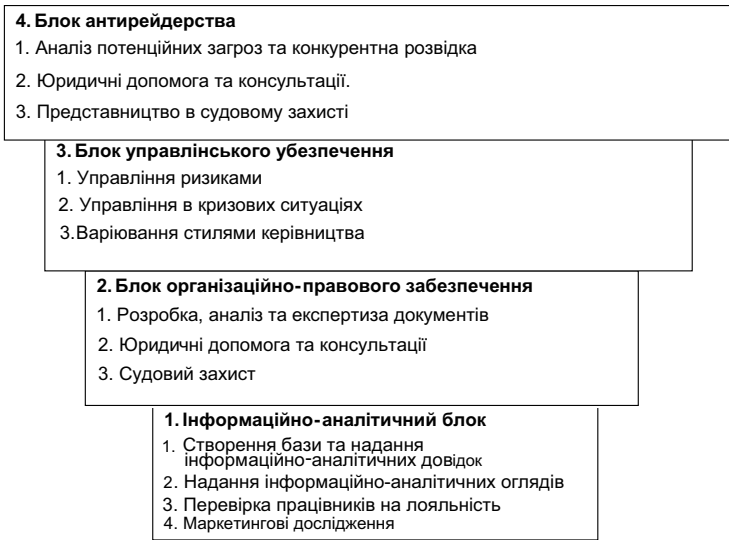 4. Блок антирейдерства
1. Аналіз потенційних загроз та конкурентна розвідка
2. Юридичні допомога та консультації.
3. Представництво в судовому захисті
3. Блок управлінського убезпечення
1. Управління ризиками
2. Управління в кризових ситуаціях
3.Варіювання стилями керівництва
2. Блок організаційно-правового забезпечення
1. Розробка, аналіз та експертиза документів
2. Юридичні допомога та консультації
3. Судовий захист
1. Інформаційно-аналітичний блок
1. Створення бази та надання
інформаційно-аналітичних довідок
2. Надання інформаційно-аналітичних оглядів
3. Перевірка працівників на лояльність
4. Маркетингові дослідження